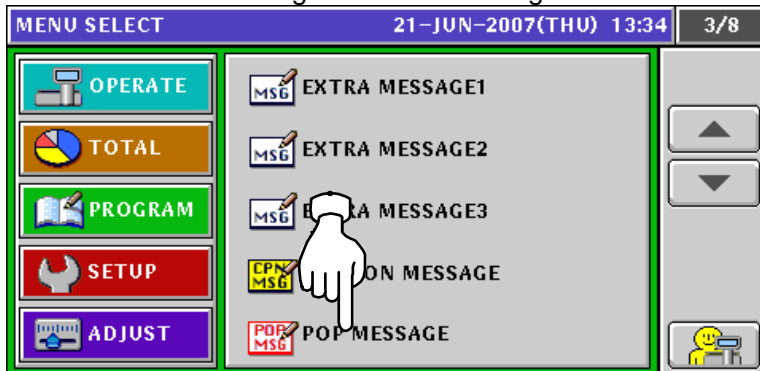 MENU SELECT 21-JUN-2007(THU) 13:34 3/8
OPERATE
TOTAL
PROGRAM
SETUP
ADJUST
MSG EXTRA MESSAGE1
MSG EXTRA MESSAGE2
MSG EXTRA MESSAGE3
CPN
MSG MESSAGE
POP
MSG POP MESSAGE